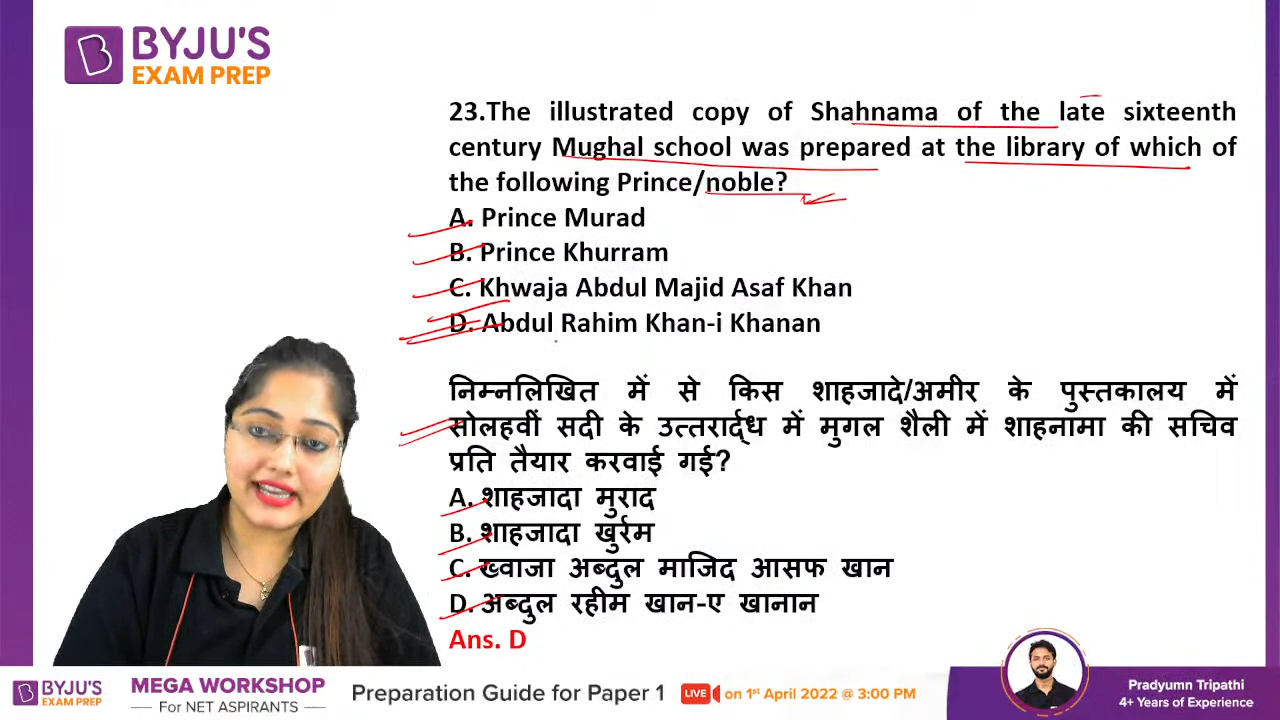 BYJU'S
EXAM PREP
23.The illustrated copy of Shahnama of the late sixteenth
century Mughal school was prepared at the library of which of
the following Prince/noble?
A. Prince Murad
B. Prince Khurram
C. Khwaja Abdul Majid Asaf Khan
D. Abdul Rahim Khan-i Khanan
निम्नलिखित में से किस शाहजादे/अमीर के पुस्तकालय में
सोलहवीं सदी के उत्तरार्द्ध में मुगल शैली में शाहनामा की सचिव
प्रति तैयार करवाई गई?
A. शाहजादा मुराद
B. शाहजादा खुर्रम
C. ख्वाजा अब्दुल माजिद आसफ खान
D. अब्दुल रहीम खान-ए खानान
Ans. D
BYJU'S
EXAM PREP
MEGA WORKSHOP
For NET ASPIRANTS
Preparation Guide for Paper 1
LIVE
on 1st April 2022 @ 3:00 PM
Pradyumn Tripathi
4+ Years of Experience